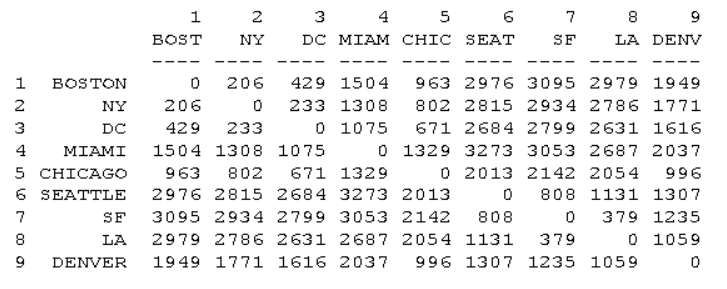 1 2 3 4 5 6 7 8 9
BOST NY DC MIAM CHIC SEAT SF LA DENV
---- ---- ---- ---- ---- ---- ---- ---- ----
1 BOSTON 0 206 429 1504 963 2976 3095 2979 1949
2 NY 206 0 233 1308 802 2815 2934 2786 1771
3 DC 429 233 0 1075 671 2684 2799 2631 1616
4 MIAMI 1504 1308 1075 0 1329 3273 3053 2687 2037
5 CHICAGO 963 802 671 1329 0 2013 2142 2054 996
6 SEATTLE 2976 2815 2684 3273 2013 0 808 1131 1307
7 SF 3095 2934 2799 3053 2142 808 0 379 1235
8 LA 2979 2786 2631 2687 2054 1131 379 0 1059
9 DENVER 1949 1771 1616 2037 996 1307 1235 1059 0